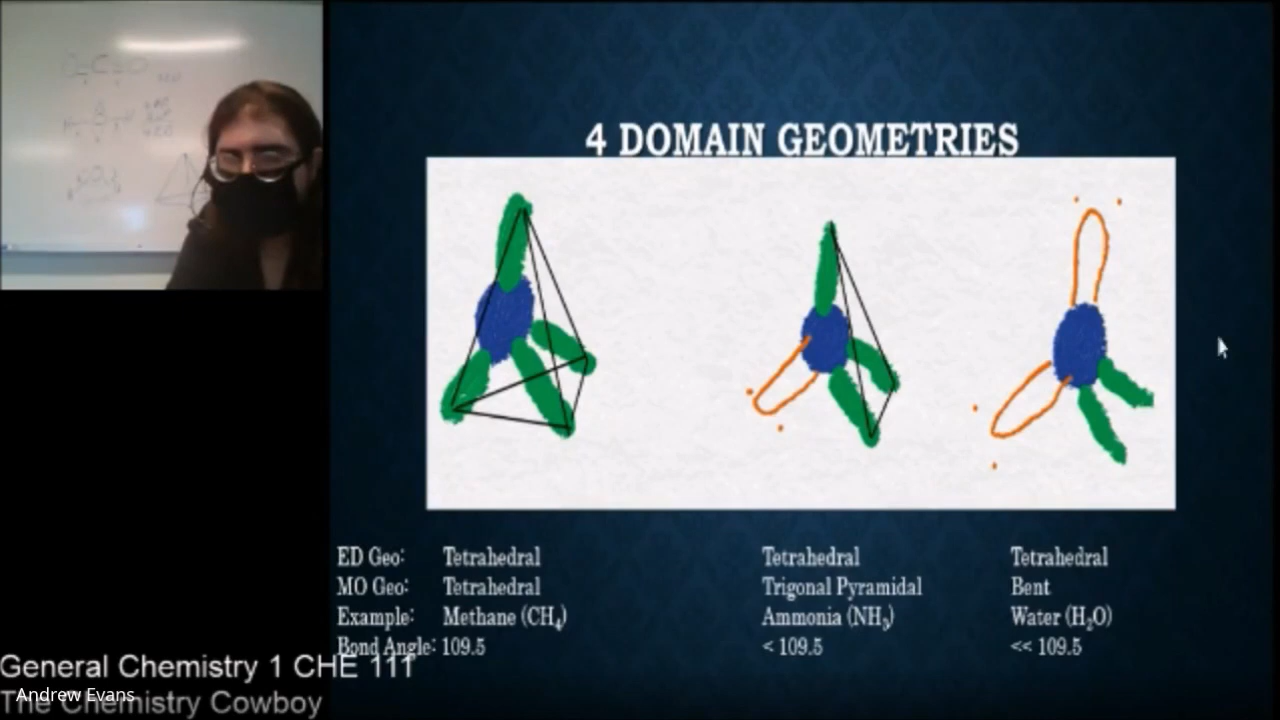 4 DOMAIN GEOMETRIES
ED Geo: Tetrahedral Tetrahedral Tetrahedral
MO Geo: Tetrahedral Trigonal Pyramidal Bent
Example: Methane (CH₄) Ammonia (NH₃) Water (H₂O)
Bond Angle: 109.5 < 109.5 << 109.5
General Chemistry 1 CHE 111
Andrew Evans
The Chemistry Cowboy